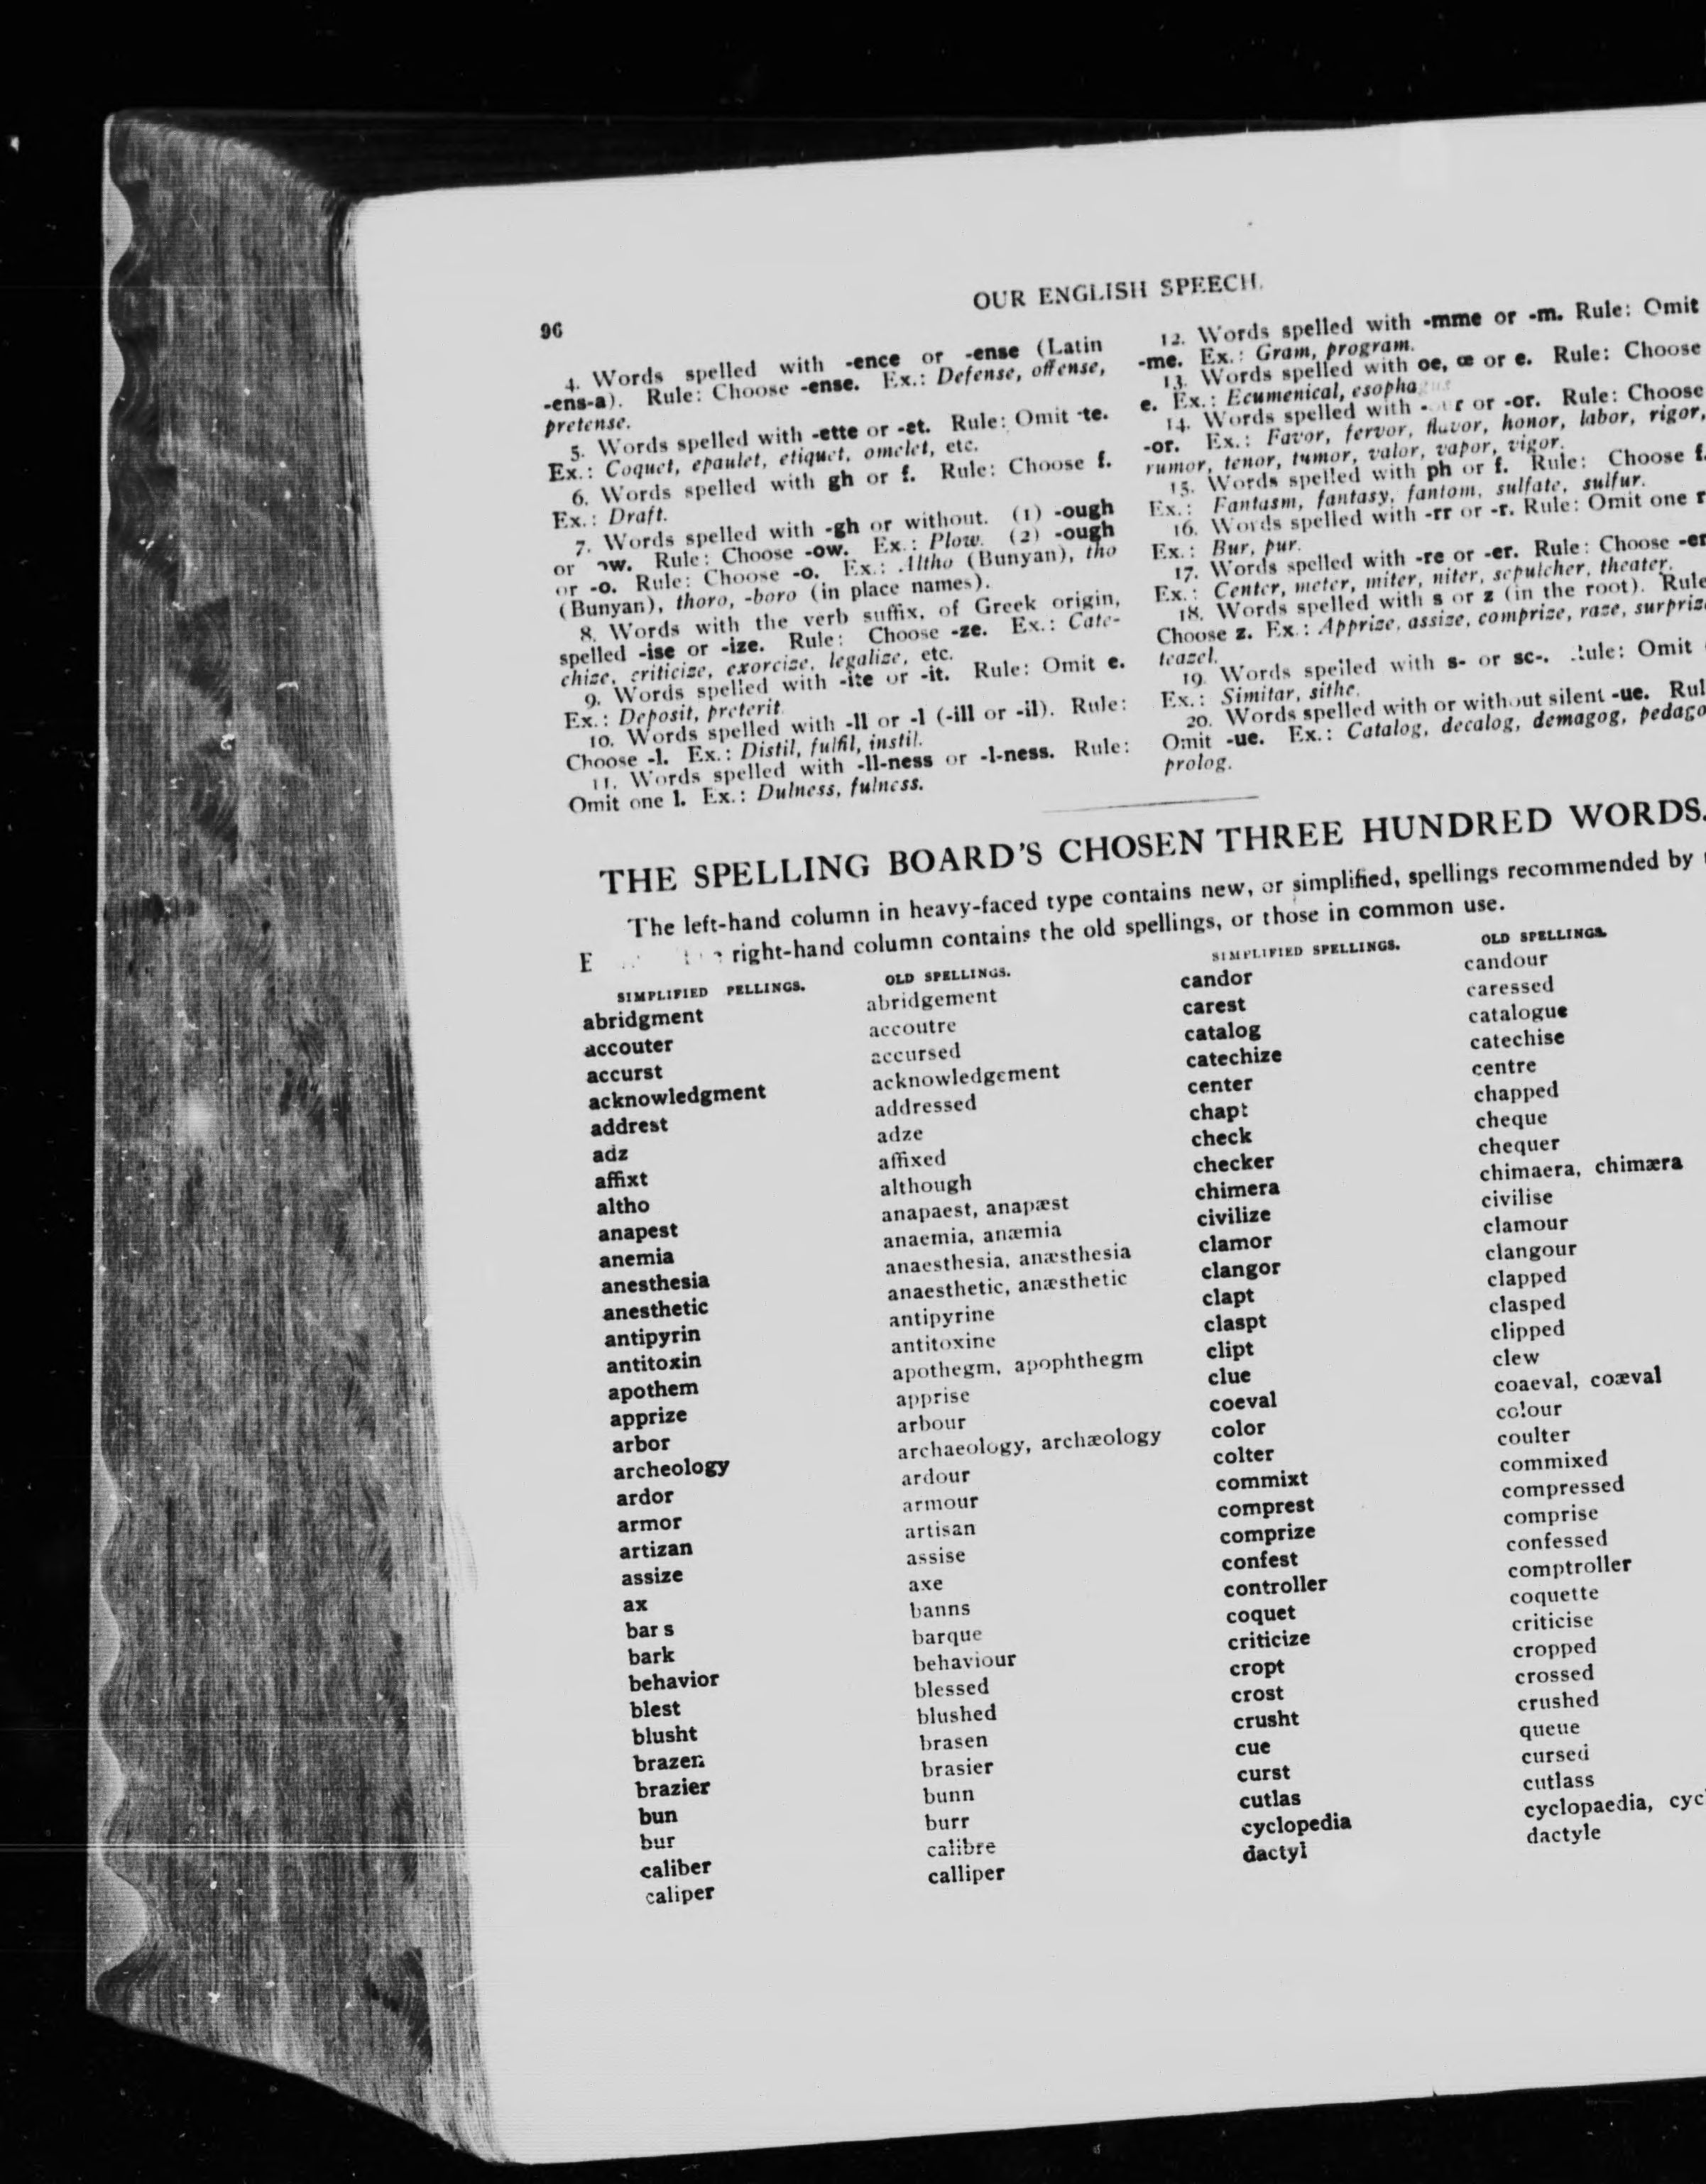 OUR ENGLISH SPEECH.
96
4. Words spelled with -ence or -ense (Latin
-ens-a). Rule: Choose -ense. Ex.: Defense, offense,
pretense.
5. Words spelled with -ette or -et. Rule: Omit -te.
Ex.: Coquet, epaulet, etiquet, omelet, etc.
6. Words spelled with gh or f. Rule: Choose f.
Ex.: Draft.
7. Words spelled with -gh or without. (1) -ough
or -ow. Rule: Choose -ow. Ex.: Plow. (2) -ough
or -o. Rule: Choose -o. Ex.: Altho (Bunyan), tho
(Bunyan), thoro, -boro (in place names).
8. Words with the verb suffix, of Greek origin,
spelled -ise or -ize. Rule: Choose -ze. Ex.: Cate-
chize, criticize, exorcize, legalize, etc.
9. Words spelled with -ite or -it. Rule: Omit e.
Ex.: Deposit, preterit.
10. Words spelled with -ll or -l (-ill or -il). Rule:
Choose -l. Ex.: Distil, fulfil, instil.
11. Words spelled with -ll-ness or -l-ness. Rule:
Omit one l. Ex.: Dulness, fulness.
12. Words spelled with -mme or -m. Rule: Omit
-me. Ex.: Gram, program.
13. Words spelled with oe, œ or e. Rule: Choose
e. Ex.: Ecumenical, esophagus
14. Words spelled with -our or -or. Rule: Choose
-or. Ex.: Favor, fervor, flavor, honor, labor, rigor,
rumor, tenor, tumor, valor, vapor, vigor.
15. Words spelled with ph or f. Rule: Choose f.
Ex.: Fantasm, fantasy, fantom, sulfate, sulfur.
16. Words spelled with -rr or -r. Rule: Omit one r
Ex.: Bur, pur.
17. Words spelled with -re or -er. Rule: Choose -er
Ex.: Center, meter, miter, niter, sepulcher, theater.
18. Words spelled with s or z (in the root). Rule
Choose z. Ex.: Apprize, assize, comprize, raze, surprize
teazel.
19. Words spelled with s- or sc-. Rule: Omit
Ex.: Simitar, sithe.
20. Words spelled with or without silent -ue. Rul
Omit -ue. Ex.: Catalog, decalog, demagog, pedago
prolog.
THE SPELLING BOARD'S CHOSEN THREE HUNDRED WORDS.
The left-hand column in heavy-faced type contains new, or simplified, spellings recommended by
right-hand column contains the old spellings, or those in common use.
SIMPLIFIED PELLINGS. OLD SPELLINGS.
abridgment abridgement
accouter accoutre
accurst accursed
acknowledgment acknowledgement
addrest addressed
adz adze
affixt affixed
altho although
anapest anapaest, anapæst
anemia anaemia, anæmia
anesthesia anaesthesia, anæsthesia
anesthetic anaesthetic, anæsthetic
antipyrin antipyrine
antitoxin antitoxine
apothem apothegm, apophthegm
apprize apprise
arbor arbour
archeology archaeology, archæology
ardor ardour
armor armour
artizan artisan
assize assise
ax axe
bar s banns
bark barque
behavior behaviour
blest blessed
blusht blushed
brazen brasen
brazier brasier
bun bunn
bur burr
caliber calibre
caliper calliper
SIMPLIFIED SPELLINGS. OLD SPELLINGS.
candor candour
carest caressed
catalog catalogue
catechize catechise
center centre
chapt chapped
check cheque
checker chequer
chimera chimaera, chimæra
civilize civilise
clamor clamour
clangor clangour
clapt clapped
claspt clasped
clipt clipped
clue clew
coeval coaeval, coæval
color colour
colter coulter
commixt commixed
comprest compressed
comprize comprise
confest confessed
controller comptroller
coquet coquette
criticize criticise
cropt cropped
crost crossed
crusht crushed
cue queue
curst cursed
cutlas cutlass
cyclopedia cyclopaedia, cyc
dactyl dactyle